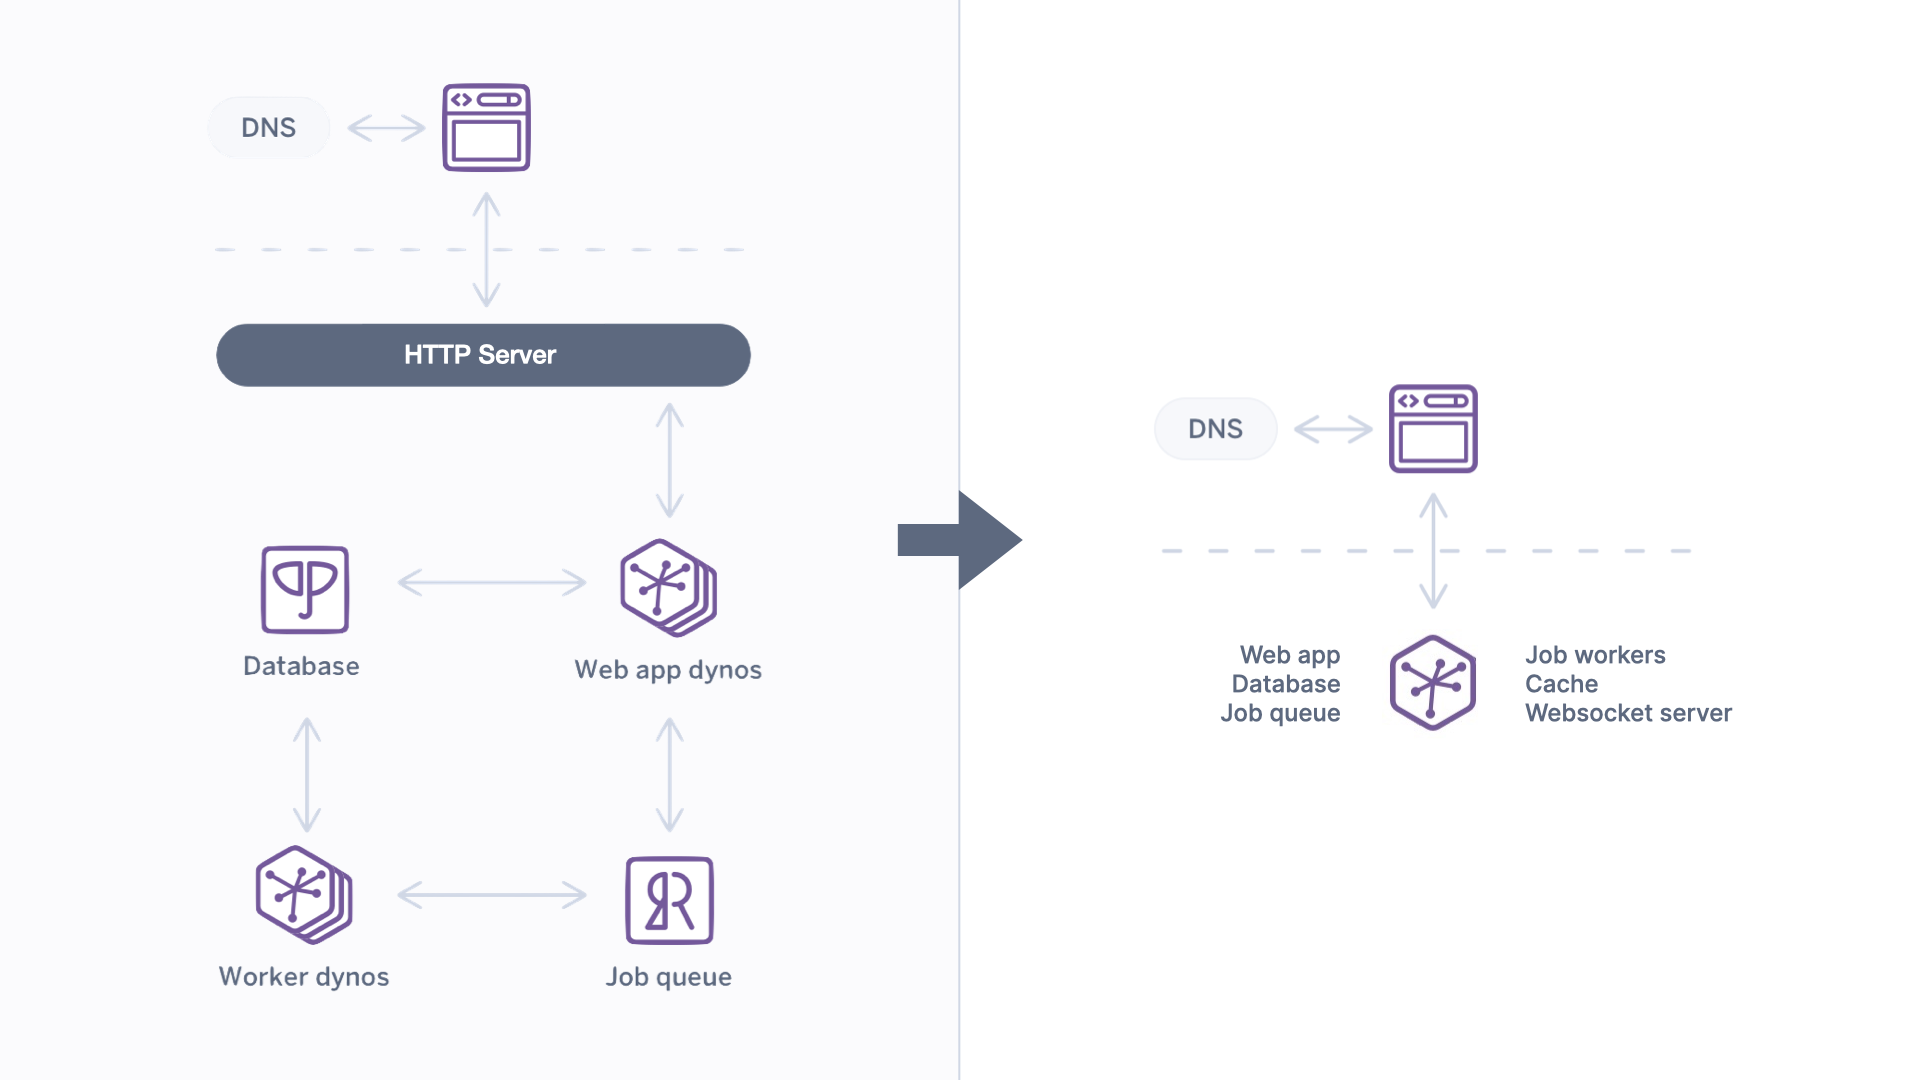 DNS
HTTP Server
Database
Web app dynos
Worker dynos
Job queue
DNS
Web app
Database
Job queue
Job workers
Cache
Websocket server